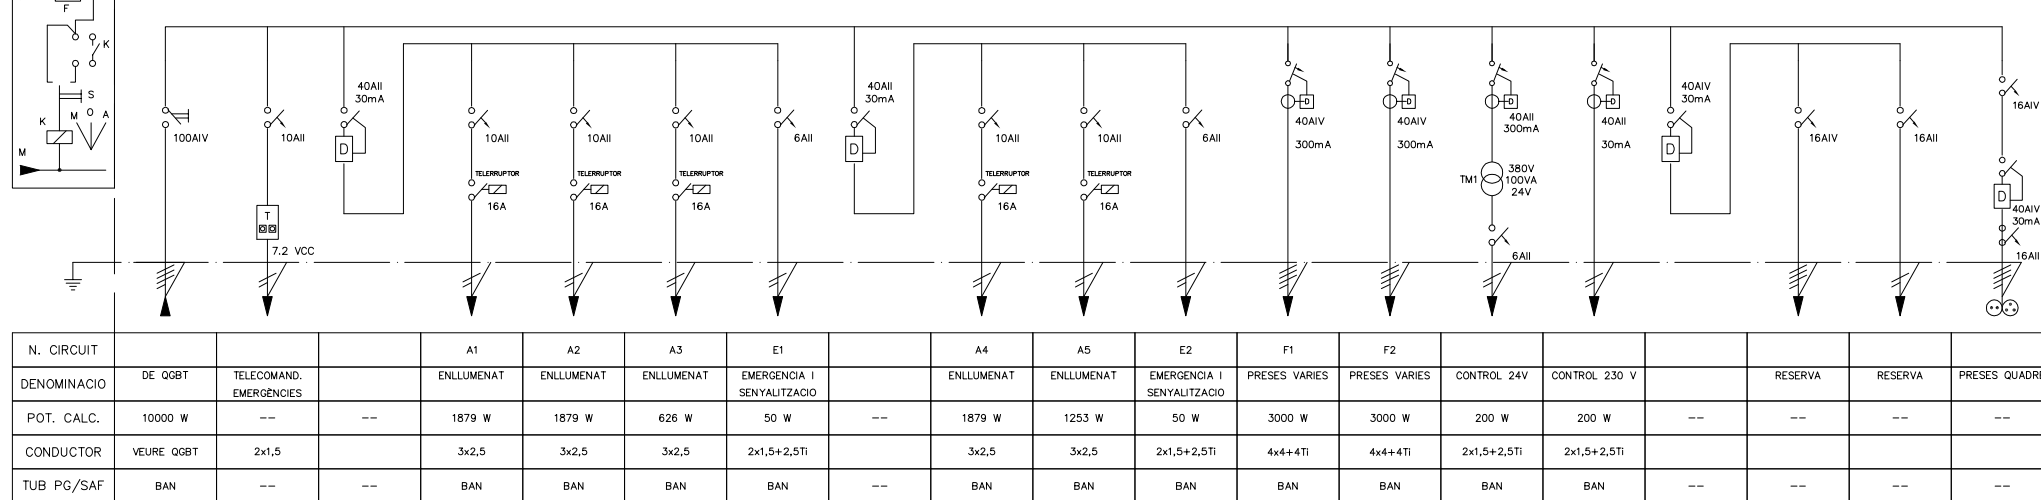 F
K
S
M O A
K
M
100AIV
10AII
T
7.2 VCC
40AII
30mA
D
10AII
TELERRUPTOR
16A
10AII
TELERRUPTOR
16A
10AII
TELERRUPTOR
16A
6AII
40AII
30mA
D
10AII
TELERRUPTOR
16A
10AII
TELERRUPTOR
16A
6AII
D
40AIV
300mA
D
40AIV
300mA
D
40AII
300mA
TM1
380V
100VA
24V
6AII
D
40AII
30mA
40AIV
30mA
D
16AIV
16AII
16AIV
D
40AIV
30mA
16AII
N. CIRCUIT A1 A2 A3 E1 A4 A5 E2 F1 F2
DENOMINACIO DE QGBT TELECOMAND. ENLLUMENAT ENLLUMENAT ENLLUMENAT EMERGENCIA I ENLLUMENAT ENLLUMENAT EMERGENCIA I PRESES VARIES PRESES VARIES CONTROL 24V CONTROL 230 V RESERVA RESERVA PRESES QUADR
EMERGÈNCIES SENYALITZACIO SENYALITZACIO
POT. CALC. 10000 W -- -- 1879 W 1879 W 626 W 50 W -- 1879 W 1253 W 50 W 3000 W 3000 W 200 W 200 W -- -- -- --
CONDUCTOR VEURE QGBT 2x1,5 3x2,5 3x2,5 3x2,5 2x1,5+2,5Ti 3x2,5 3x2,5 2x1,5+2,5Ti 4x4+4Ti 4x4+4Ti 2x1,5+2,5Ti 2x1,5+2,5Ti
TUB PG/SAF BAN -- -- BAN BAN BAN BAN -- BAN BAN BAN BAN BAN BAN BAN -- -- -- --